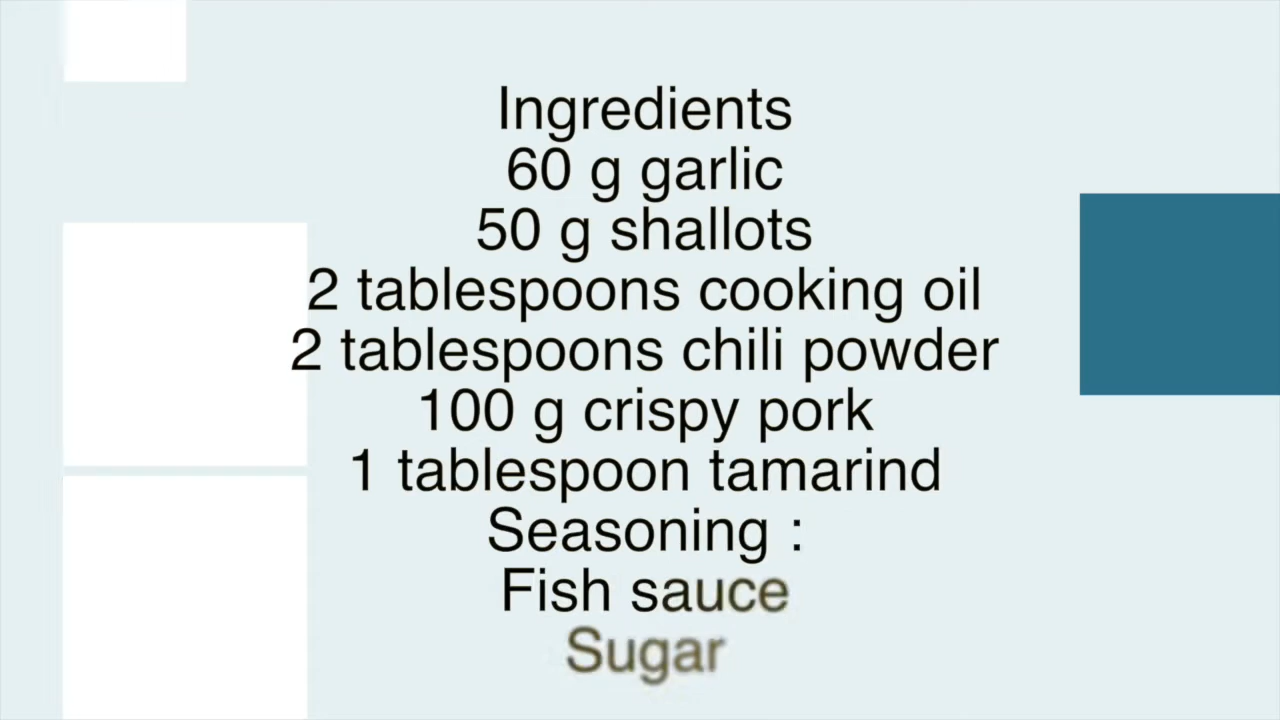 Ingredients
60 g garlic
50 g shallots
2 tablespoons cooking oil
2 tablespoons chili powder
100 g crispy pork
1 tablespoon tamarind
Seasoning :
Fish sauce
Sugar